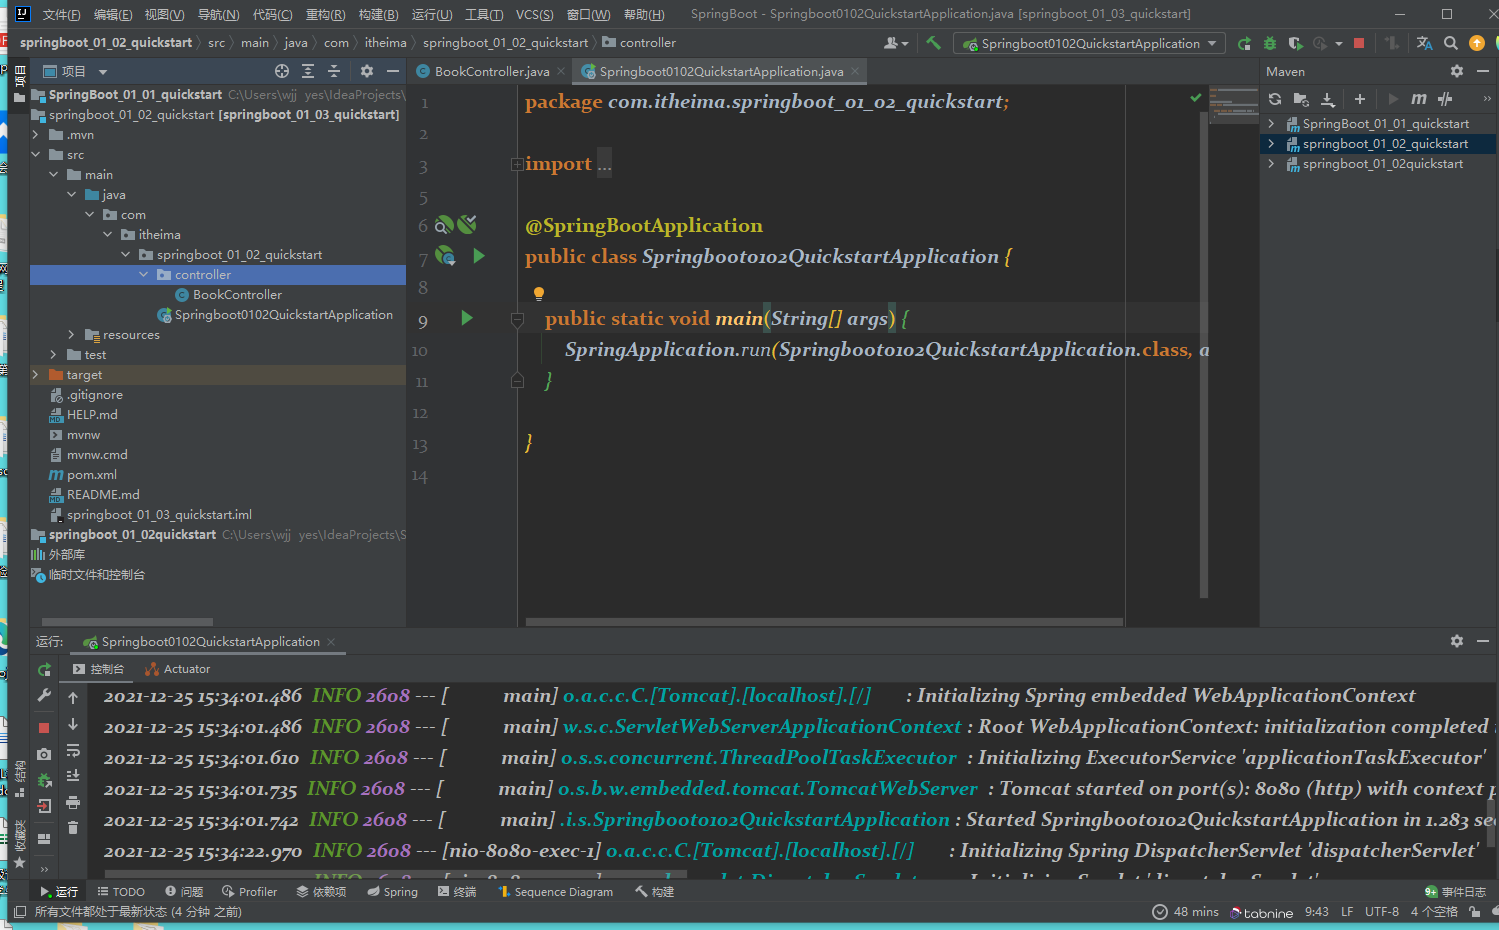 文件(F) 编辑(E) 视图(V) 导航(N) 代码(C) 重构(R) 构建(B) 运行(U) 工具(T) VCS(S) 窗口(W) 帮助(H) SpringBoot - Springboot0102QuickstartApplication.java [springboot_01_03_quickstart]
springboot_01_02_quickstart src main java com itheima springboot_01_02_quickstart controller Springboot0102QuickstartApplication
项目
SpringBoot_01_01_quickstart C:\Users\wjj yes\IdeaProjects\
springboot_01_02_quickstart [springboot_01_03_quickstart]
.mvn
src
main
java
com
itheima
springboot_01_02_quickstart
controller
BookController
Springboot0102QuickstartApplication
resources
test
target
.gitignore
HELP.md
mvnw
mvnw.cmd
pom.xml
README.md
springboot_01_03_quickstart.iml
springboot_01_02quickstart C:\Users\wjj yes\IdeaProjects\S
外部库
临时文件和控制台
BookController.java Springboot0102QuickstartApplication.java
1 package com.itheima.springboot_01_02_quickstart;
2
3 import ...
5
6 @SpringBootApplication
7 public class Springboot0102QuickstartApplication {
8
9 public static void main(String[] args) {
10 SpringApplication.run(Springboot0102QuickstartApplication.class, a
11 }
12
13 }
14
Maven
SpringBoot_01_01_quickstart
springboot_01_02_quickstart
springboot_01_02quickstart
项目
结构
收藏夹
运行: Springboot0102QuickstartApplication
控制台 Actuator
2021-12-25 15:34:01.486 INFO 2608 --- [ main] o.a.c.c.C.[Tomcat].[localhost].[/] : Initializing Spring embedded WebApplicationContext
2021-12-25 15:34:01.486 INFO 2608 --- [ main] w.s.c.ServletWebServerApplicationContext : Root WebApplicationContext: initialization completed i
2021-12-25 15:34:01.610 INFO 2608 --- [ main] o.s.s.concurrent.ThreadPoolTaskExecutor : Initializing ExecutorService 'applicationTaskExecutor'
2021-12-25 15:34:01.735 INFO 2608 --- [ main] o.s.b.w.embedded.tomcat.TomcatWebServer : Tomcat started on port(s): 8080 (http) with context p
2021-12-25 15:34:01.742 INFO 2608 --- [ main] .i.s.Springboot0102QuickstartApplication : Started Springboot0102QuickstartApplication in 1.283 sec
2021-12-25 15:34:22.970 INFO 2608 --- [nio-8080-exec-1] o.a.c.c.C.[Tomcat].[localhost].[/] : Initializing Spring DispatcherServlet 'dispatcherServlet'
运行 TODO 问题 Profiler 依赖项 Spring 终端 Sequence Diagram 构建 9+ 事件日志
所有文件都处于最新状态 (4 分钟 之前) 48 mins tabnine 9:43 LF UTF-8 4 个空格